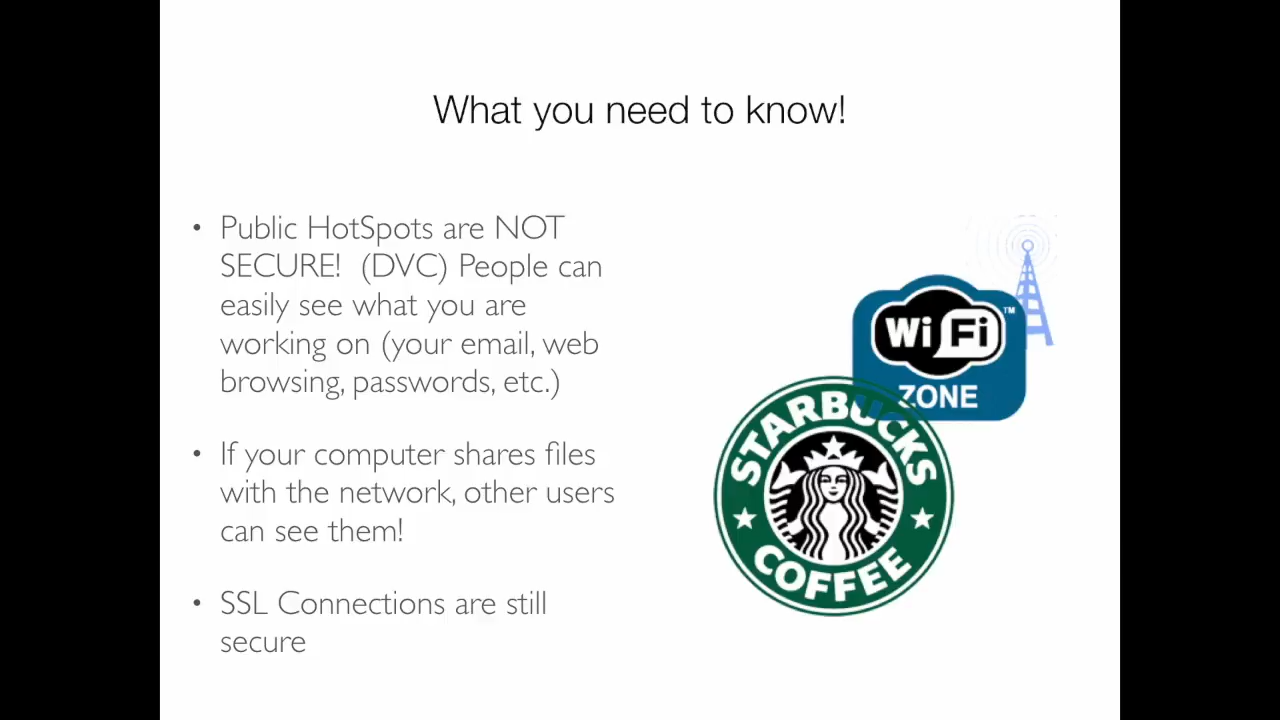 What you need to know!
• Public HotSpots are NOT
SECURE!  (DVC) People can
easily see what you are
working on (your email, web
browsing, passwords, etc.)
• If your computer shares files
with the network, other users
can see them!
• SSL Connections are still
secure
Wi Fi TM
ZONE
STARBUCKS
COFFEE